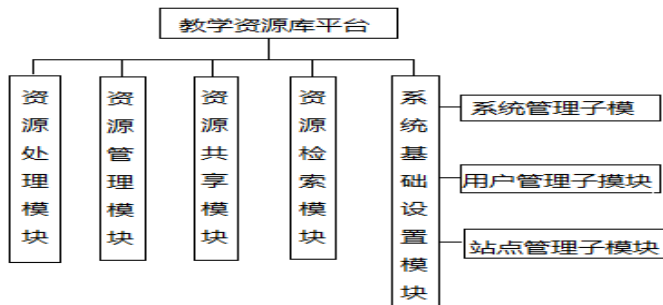 教学资源库平台
资源处理模块
资源管理模块
资源共享模块
资源检索模块
系统基础设置模块
系统管理子模
用户管理子摸块
站点管理子模块